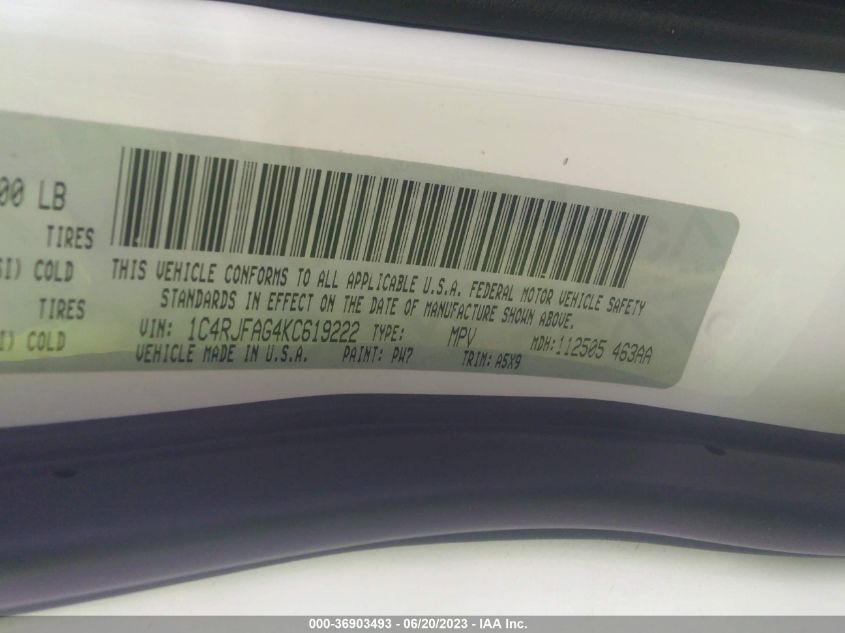 00 LB
TIRES
SI) COLD
TIRES
I) COLD
THIS VEHICLE CONFORMS TO ALL APPLICABLE U.S.A. FEDERAL MOTOR VEHICLE SAFETY
STANDARDS IN EFFECT ON THE DATE OF MANUFACTURE SHOWN ABOVE.
VIN: 1C4RJFAG4KC619222 TYPE: MPV MDH:112505 463AA
VEHICLE MADE IN U.S.A. PAINT: PW7 TRIM: A5X9
000-36903493 - 06/20/2023 - IAA Inc.